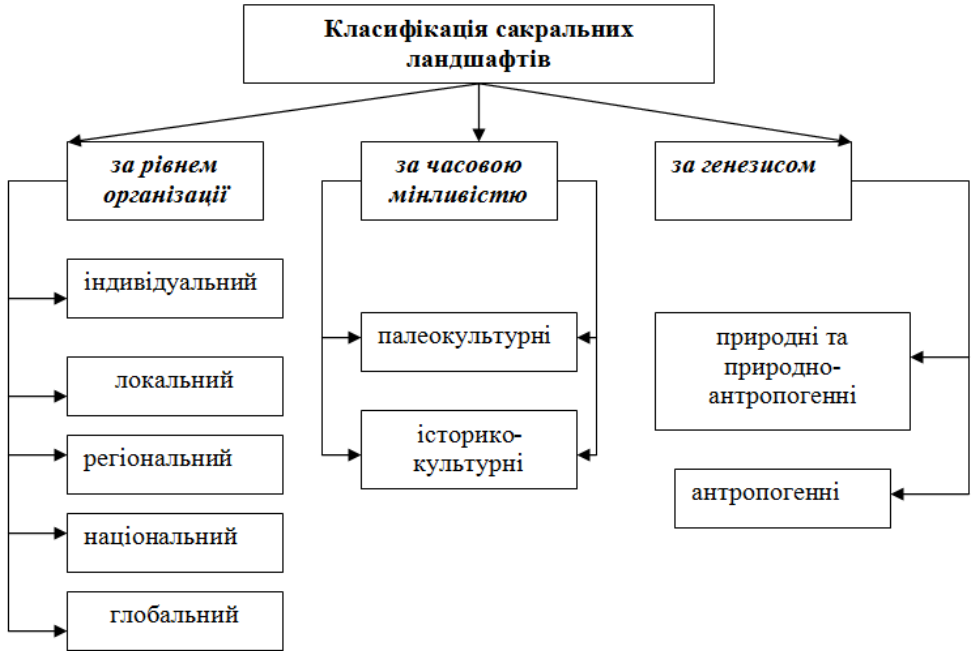 Класифікація сакральних
ландшафтів
за рівнем
організації
за часовою
мінливістю
за генезисом
індивідуальний
локальний
регіональний
національний
глобальний
палеокультурні
історико-
культурні
природні та
природно-
антропогенні
антропогенні